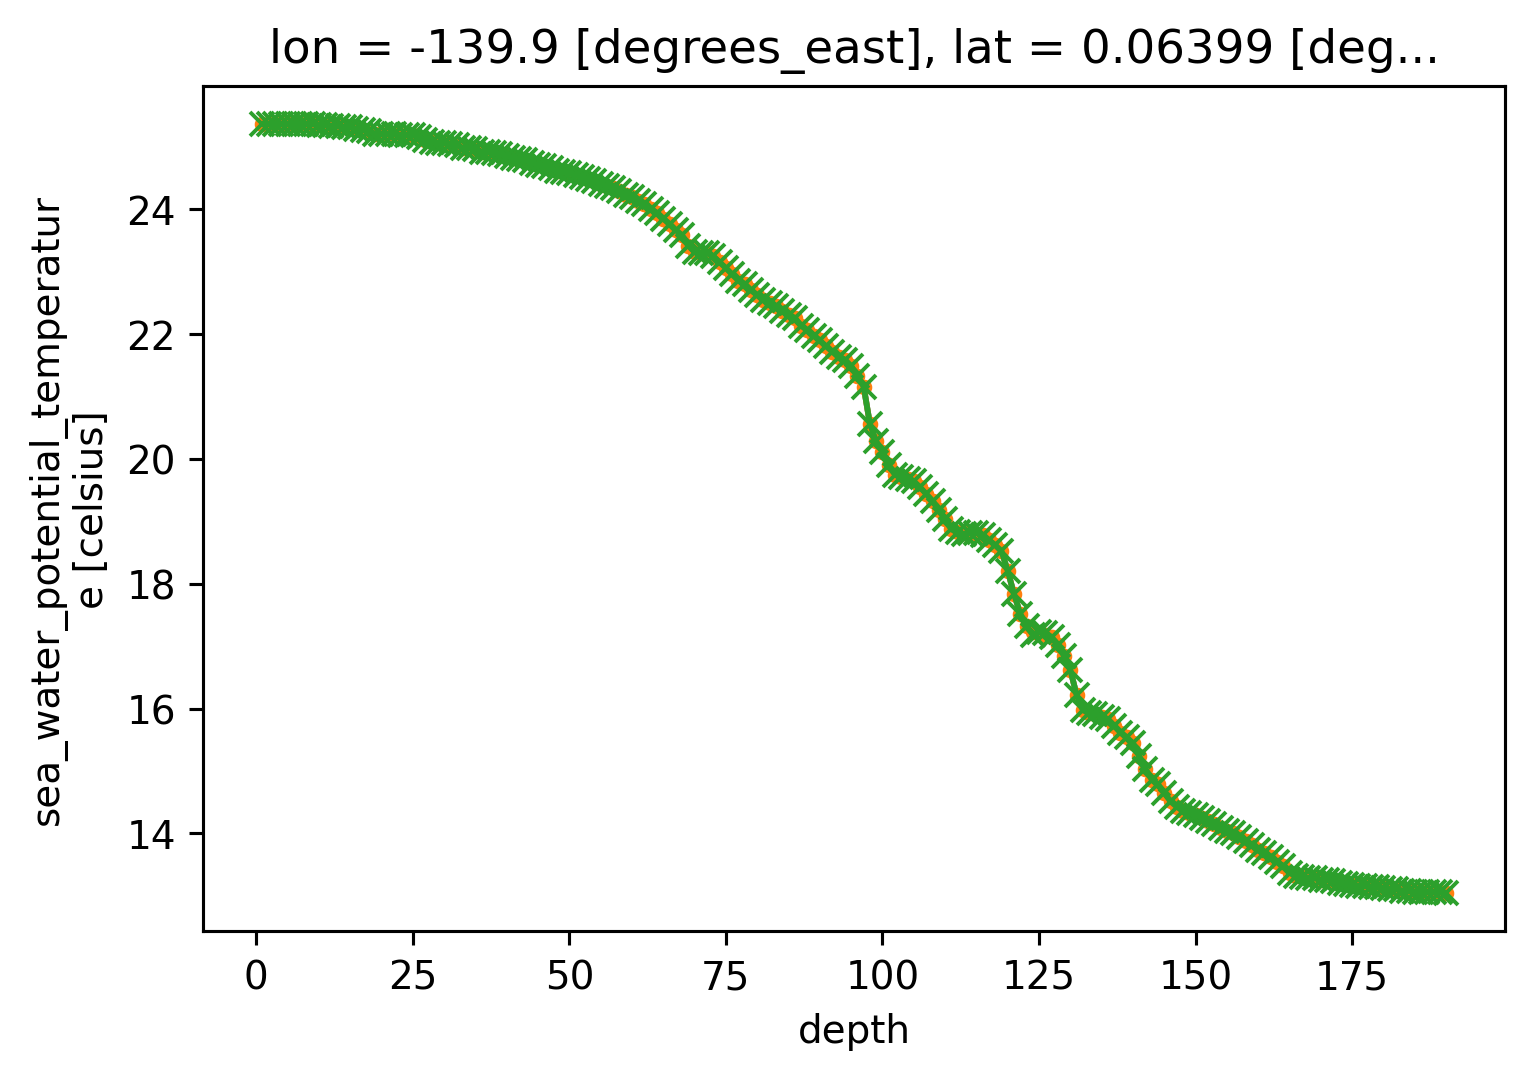 lon = -139.9 [degrees_east], lat = 0.06399 [deg...
sea_water_potential_temperatur
e [celsius]
24
22
20
18
16
14
0 25 50 75 100 125 150 175
depth